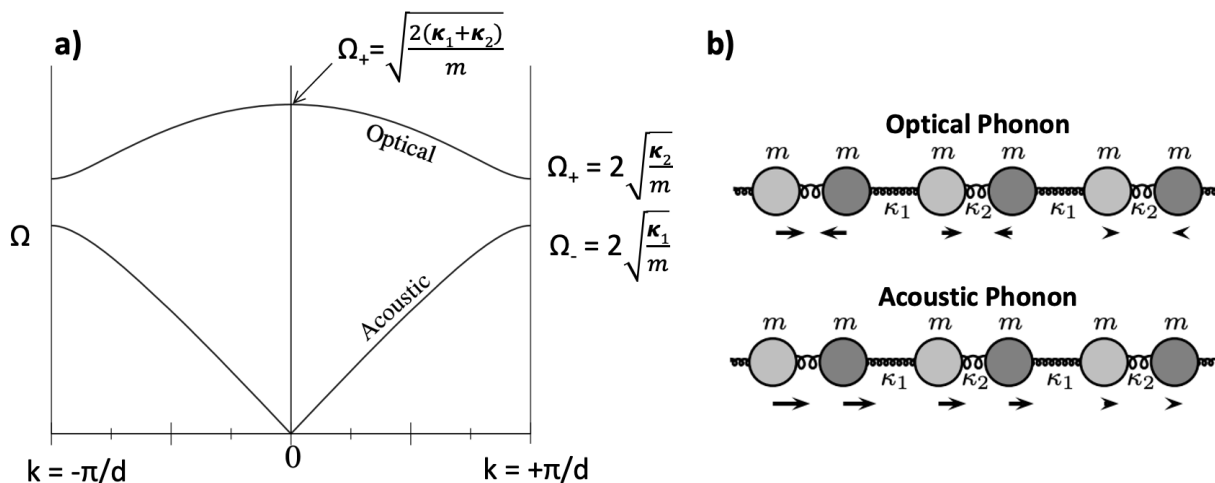 a)
Ω₊= √(2(κ₁+κ₂)/m)
Optical
Ω₊ = 2 √(κ₂/m)
Ω
Ω₋ = 2 √(κ₁/m)
Acoustic
0
k = -π/d
k = +π/d
b)
Optical Phonon
m m m m m m
κ₁ κ₂ κ₁ κ₂
Acoustic Phonon
m m m m m m
κ₁ κ₂ κ₁ κ₂